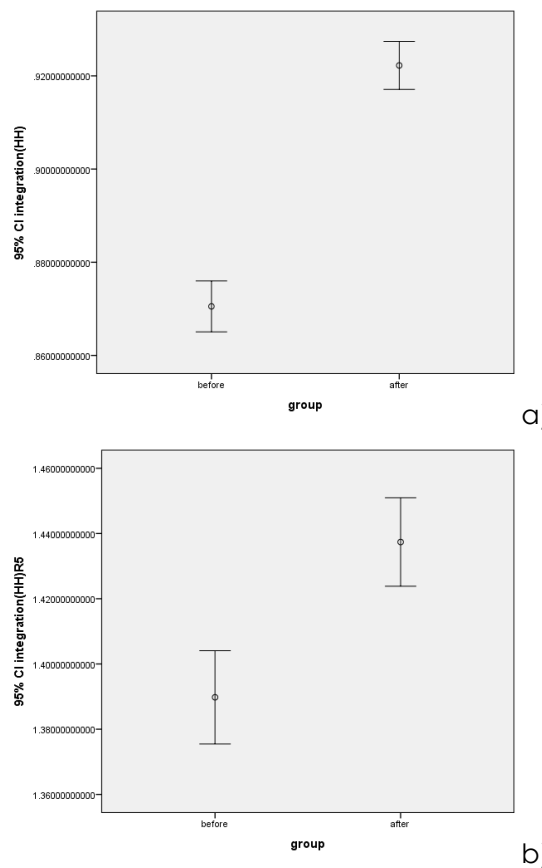 95% CI integration(HH)
.92000000000
.90000000000
.88000000000
.86000000000
before after
group
a)
95% CI integration(HH)R5
1.46000000000
1.44000000000
1.42000000000
1.40000000000
1.38000000000
1.36000000000
before after
group
b